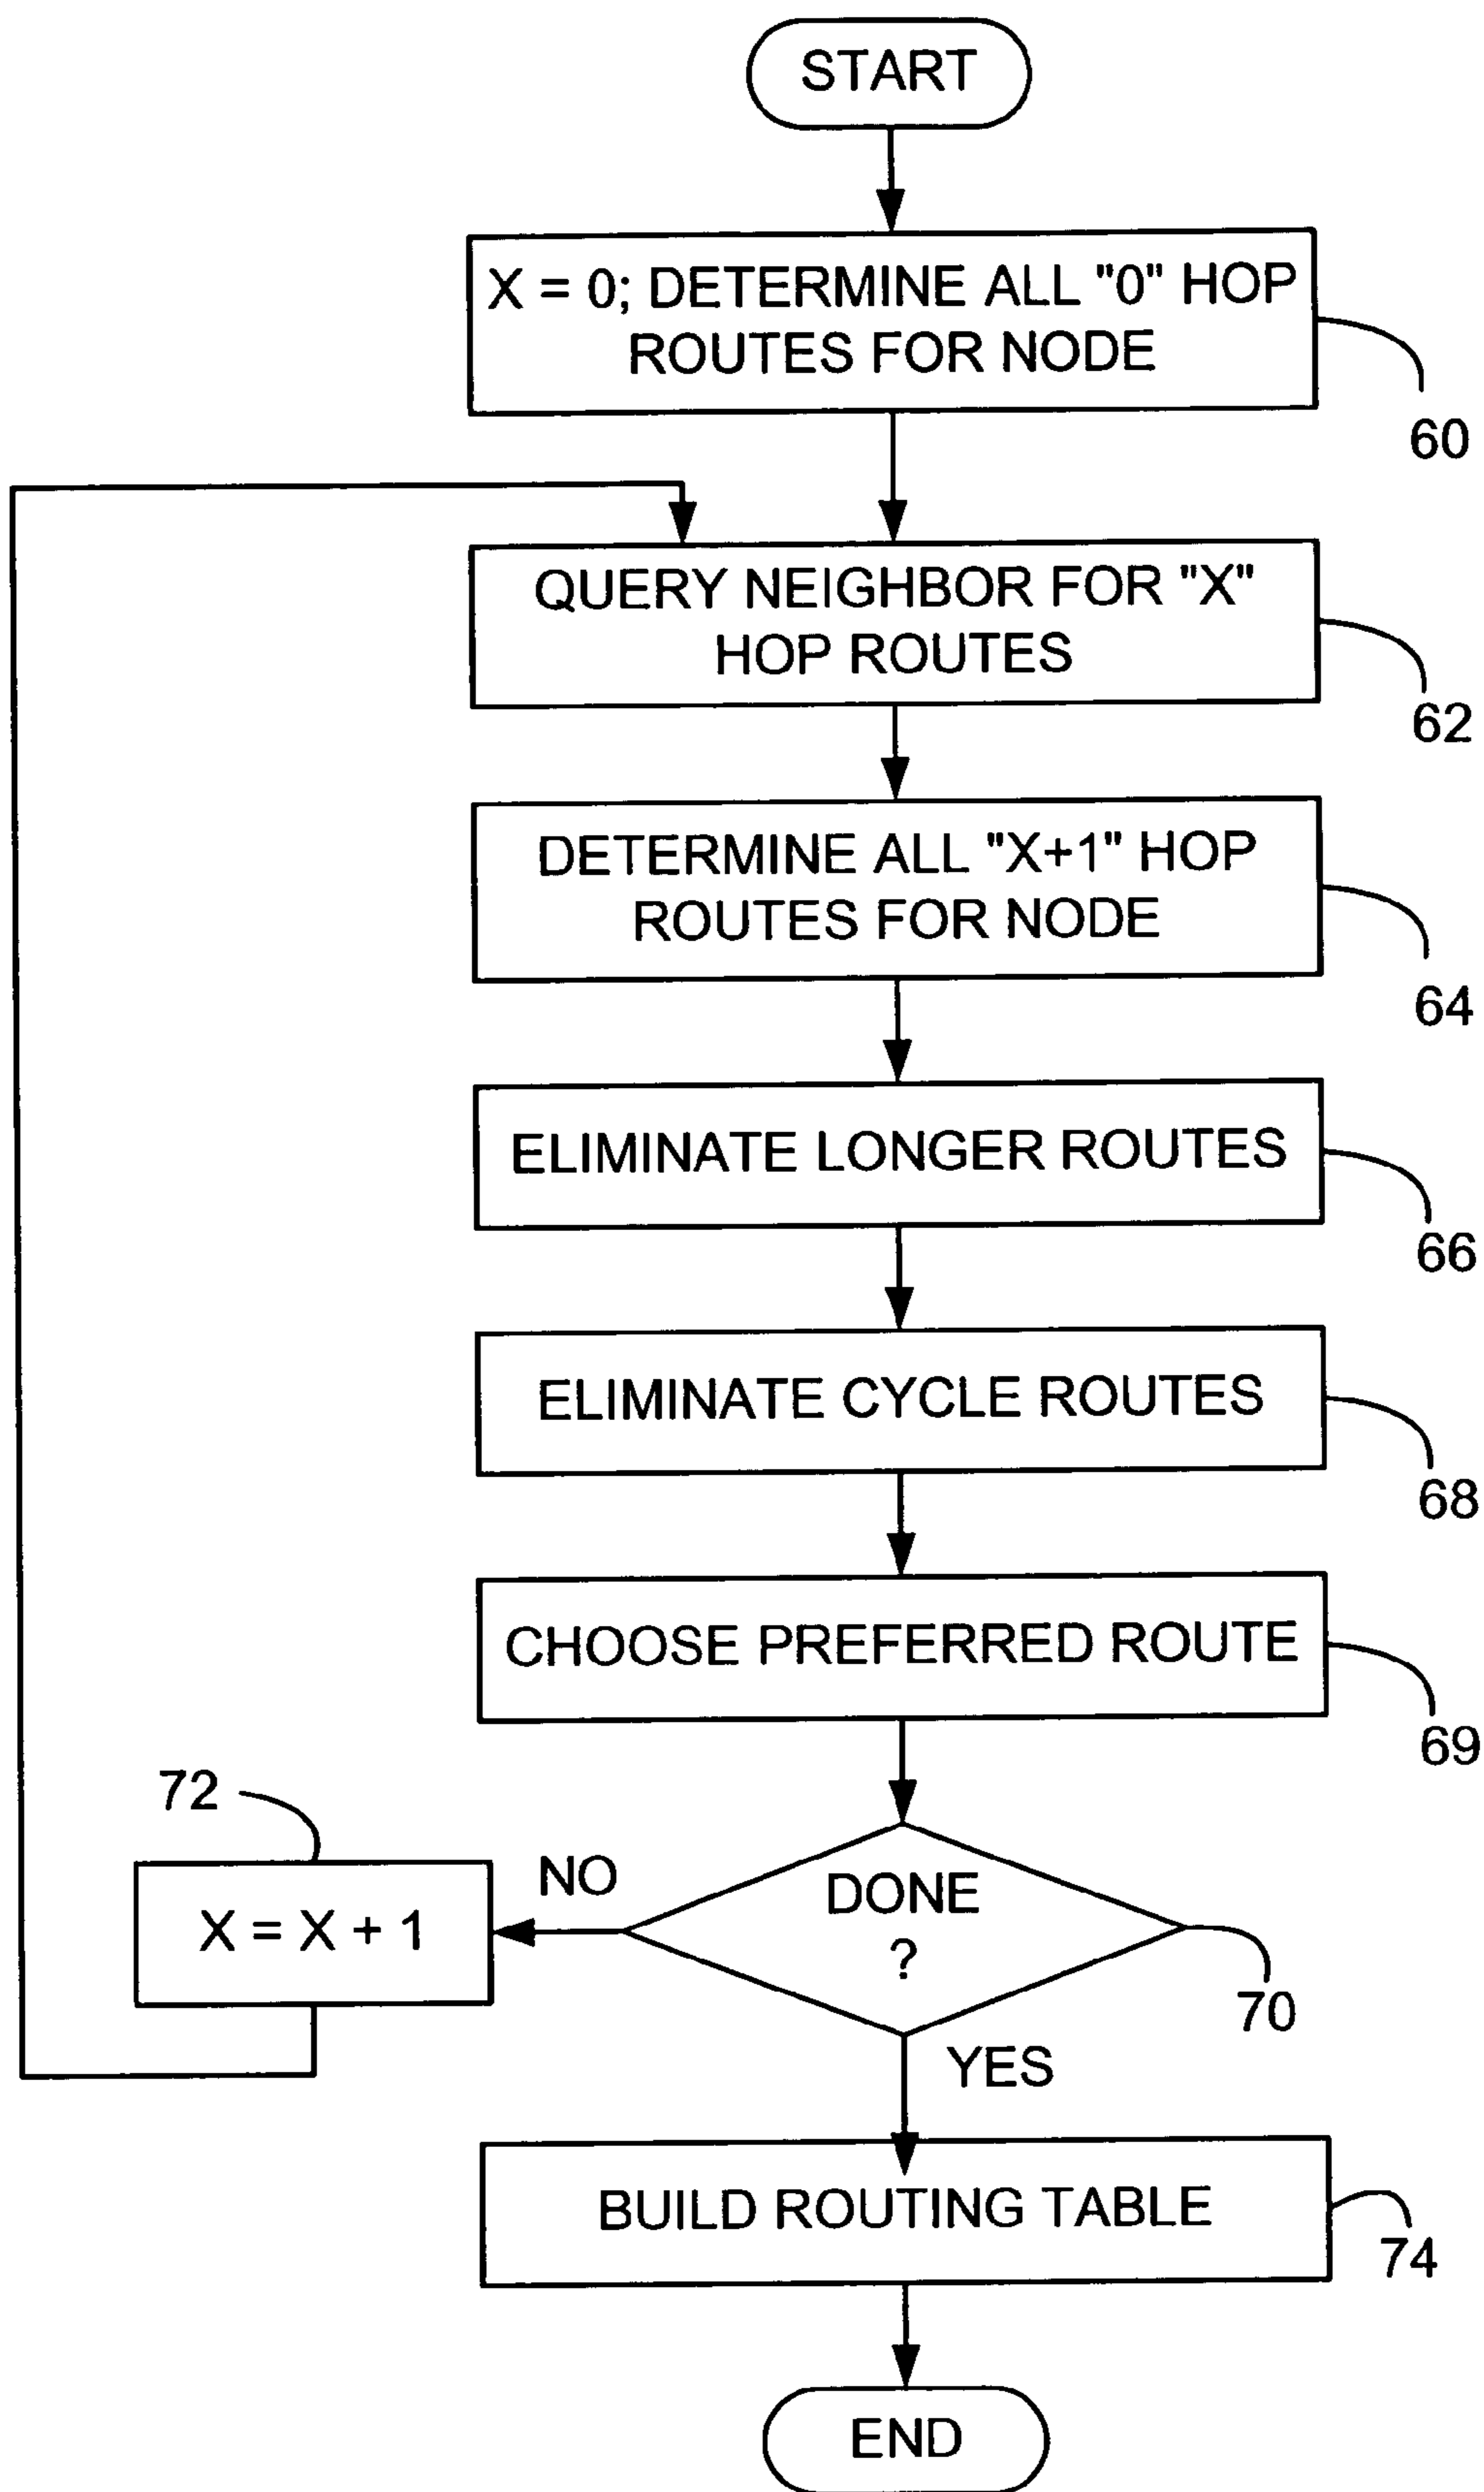 START
X = 0; DETERMINE ALL "0" HOP
ROUTES FOR NODE
60
QUERY NEIGHBOR FOR "X"
HOP ROUTES
62
DETERMINE ALL "X+1" HOP
ROUTES FOR NODE
64
ELIMINATE LONGER ROUTES
66
ELIMINATE CYCLE ROUTES
68
CHOOSE PREFERRED ROUTE
69
72
NO
DONE
?
X = X + 1
70
YES
BUILD ROUTING TABLE
74
END